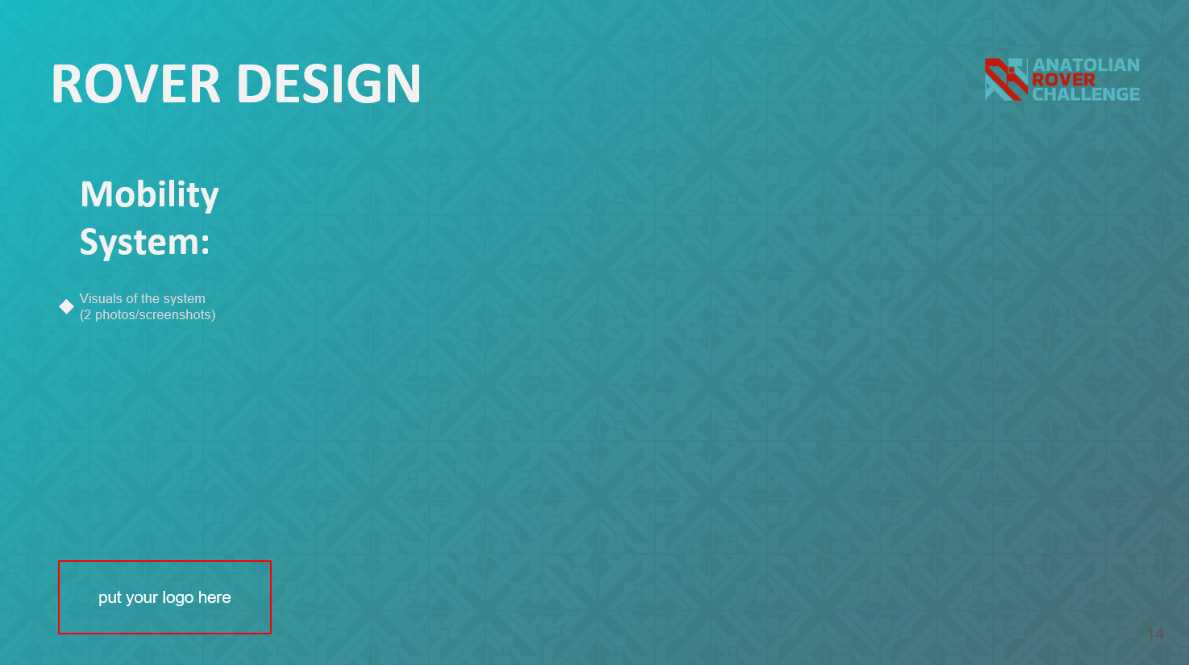 ROVER DESIGN
ANATOLIAN
ROVER
CHALLENGE
Mobility
System:
Visuals of the system
(2 photos/screenshots)
put your logo here
14